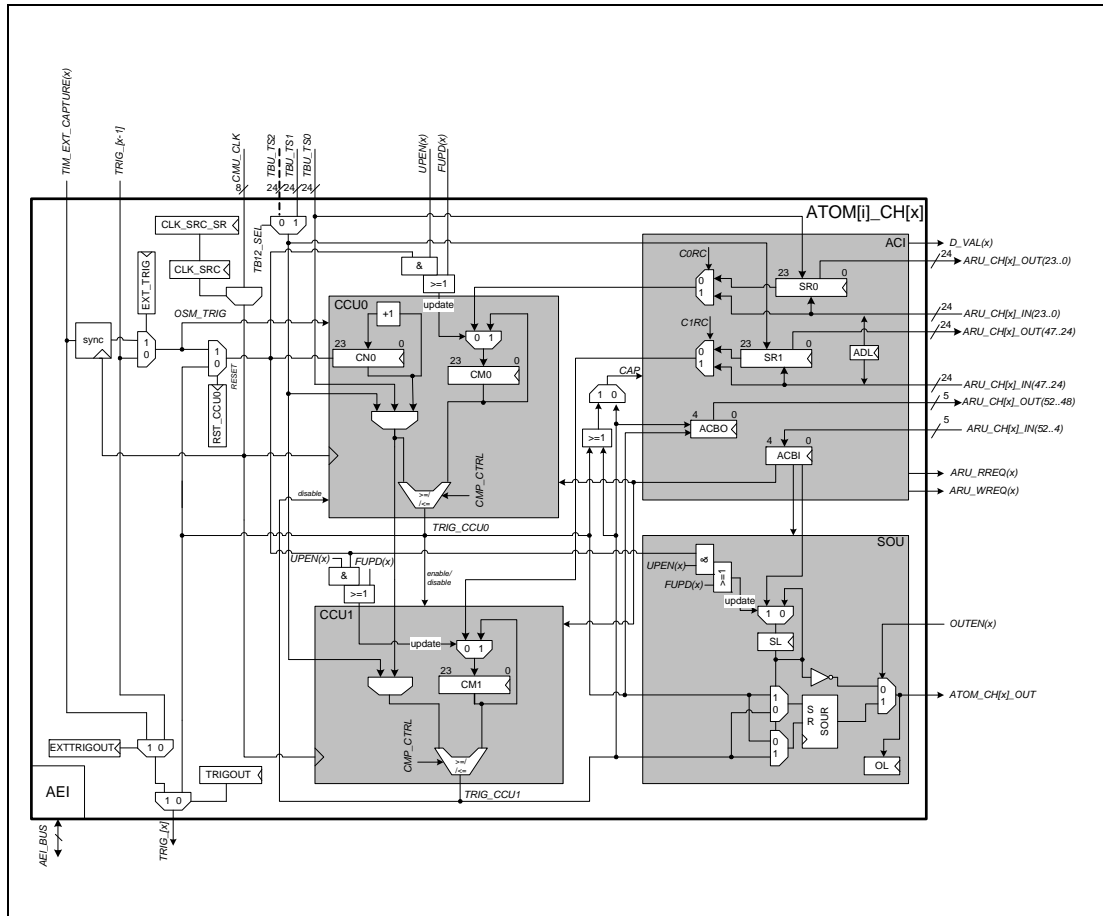 TIM_EXT_CAPTURE(x)
TRIG_[x-1]
CMU_CLK
TBU_TS2
TBU_TS1
TBU_TS0
UPEN(x)
FUPD(x)
8
24
24
24
ATOM[i]_CH[x]
CLK_SRC_SR
CLK_SRC
EXT_TRIG
TB12_SEL
0 1
&
>=1
update
ACI
D_VAL(x)
C0RC
0
1
23 0
SR0
24
ARU_CH[x]_OUT(23..0)
24
ARU_CH[x]_IN(23..0)
C1RC
0
1
23 0
SR1
ADL
24
ARU_CH[x]_OUT(47..24)
24
ARU_CH[x]_IN(47..24)
5
ARU_CH[x]_OUT(52..48)
5
ARU_CH[x]_IN(52..4)
4 0
ACBO
4 0
ACBI
ARU_RREQ(x)
ARU_WREQ(x)
sync
1
0
OSM_TRIG
1
0
RESET
RST_CCU0
CCU0
+1
23 0
CN0
0 1
23 0
CM0
CAP
1 0
>=1
CMP_CTRL
>=/
/<=
disable
TRIG_CCU0
UPEN(x)
FUPD(x)
&
>=1
enable/
disable
CCU1
update
0 1
23 0
CM1
CMP_CTRL
>=/
/<=
TRIG_CCU1
SOU
UPEN(x)
FUPD(x)
&
>=1
update
1 0
SL
1
0
0
1
S
R
SOUR
0
1
OL
OUTEN(x)
ATOM_CH[x]_OUT
EXTTRIGOUT
1 0
TRIGOUT
1 0
AEI
AEI_BUS
TRIG_[x]